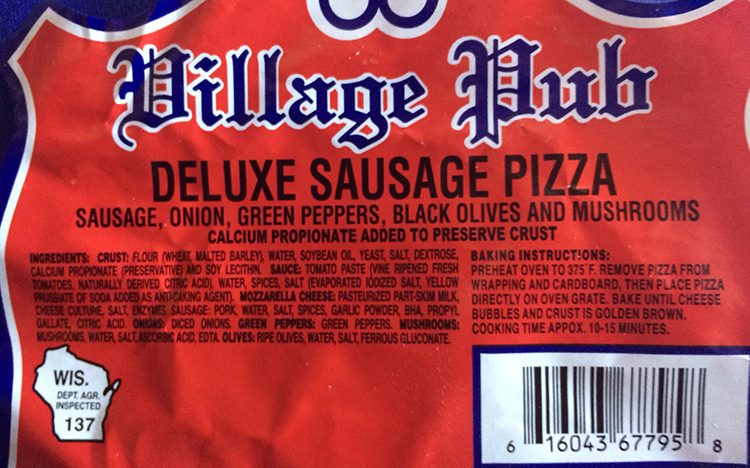 Village Pub
DELUXE SAUSAGE PIZZA
SAUSAGE, ONION, GREEN PEPPERS, BLACK OLIVES AND MUSHROOMS
CALCIUM PROPIONATE ADDED TO PRESERVE CRUST
INGREDIENTS: CRUST: FLOUR (WHEAT, MALTED BARLEY), WATER, SOYBEAN OIL, YEAST, SALT, DEXTROSE,
CALCIUM PROPIONATE (PRESERVATIVE) AND SOY LECITHIN. SAUCE: TOMATO PASTE (VINE RIPENED FRESH
TOMATOES, NATURALLY DERIVED CITRIC ACID), WATER, SPICES, SALT (EVAPORATED IODIZED SALT, YELLOW
PRUSSIATE OF SODA ADDED AS ANTI-CAKING AGENT). MOZZARELLA CHEESE: PASTEURIZED PART-SKIM MILK,
CHEESE CULTURE, SALT, ENZYMES. SAUSAGE: PORK, WATER, SALT, SPICES, GARLIC POWDER, BHA, PROPYL
GALLATE, CITRIC ACID. ONIONS: DICED ONIONS. GREEN PEPPERS: GREEN PEPPERS. MUSHROOMS:
MUSHROOMS, WATER, SALT, ASCORBIC ACID, EDTA. OLIVES: RIPE OLIVES, WATER, SALT, FERROUS GLUCONATE.
BAKING INSTRUCTIONS:
PREHEAT OVEN TO 375°F. REMOVE PIZZA FROM
WRAPPING AND CARDBOARD, THEN PLACE PIZZA
DIRECTLY ON OVEN GRATE. BAKE UNTIL CHEESE
BUBBLES AND CRUST IS GOLDEN BROWN.
COOKING TIME APPOX. 10-15 MINUTES.
WIS.
DEPT. AGR.
INSPECTED
137
6 16043 67795 8